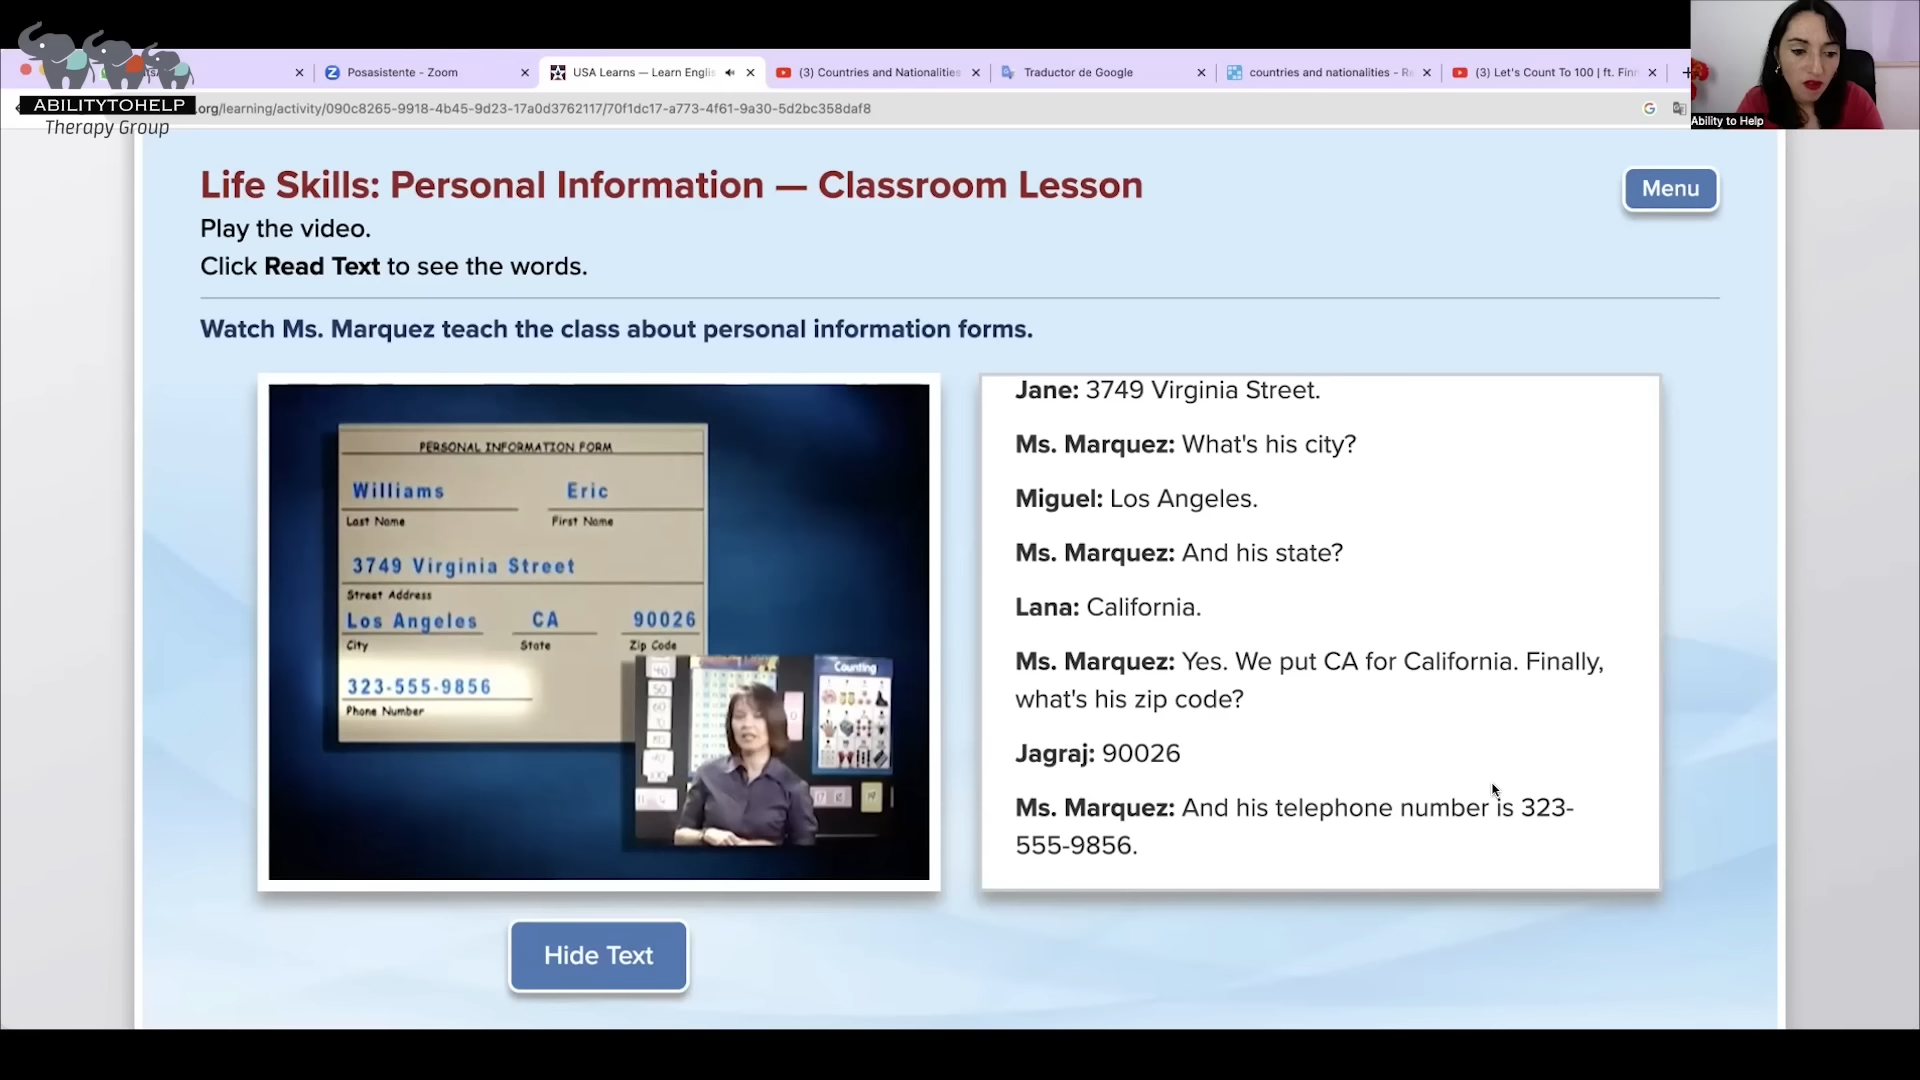 ABILITYTOHELP
Therapy Group
Posasistente - Zoom
USA Learns — Learn Englis
(3) Countries and Nationalities
Traductor de Google
countries and nationalities - R
(3) Let's Count To 100 | ft. Fin
.org/learning/activity/090c8265-9918-4b45-9d23-17a0d3762117/70f1dc17-a773-4f61-9a30-5d2bc358daf8
Ability to Help
Life Skills: Personal Information — Classroom Lesson
Menu
Play the video.
Click Read Text to see the words.
Watch Ms. Marquez teach the class about personal information forms.
PERSONAL INFORMATION FORM
Williams Eric
Last Name First Name
3749 Virginia Street
Street Address
Los Angeles CA 90026
City State Zip Code
323-555-9856
Phone Number
Counting
Jane: 3749 Virginia Street.
Ms. Marquez: What's his city?
Miguel: Los Angeles.
Ms. Marquez: And his state?
Lana: California.
Ms. Marquez: Yes. We put CA for California. Finally,
what's his zip code?
Jagraj: 90026
Ms. Marquez: And his telephone number is 323-
555-9856.
Hide Text